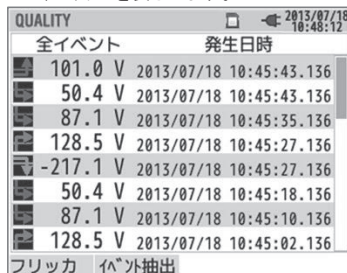 QUALITY 2013/07/18 10:48:12
全イベント 発生日時
101.0 V 2013/07/18 10:45:43.136
50.4 V 2013/07/18 10:45:43.136
87.1 V 2013/07/18 10:45:35.136
128.5 V 2013/07/18 10:45:27.136
-217.1 V 2013/07/18 10:45:27.136
50.4 V 2013/07/18 10:45:18.136
87.1 V 2013/07/18 10:45:10.136
128.5 V 2013/07/18 10:45:02.136
フリッカ イベント抽出